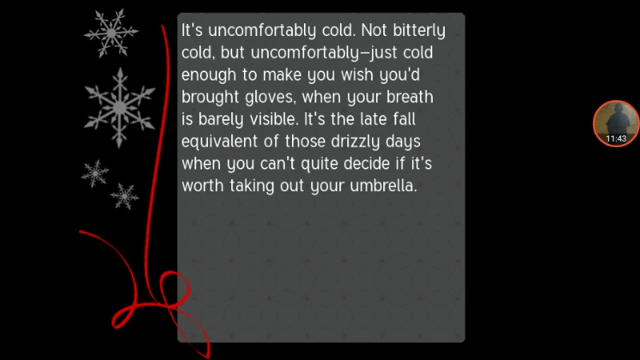 It's uncomfortably cold. Not bitterly
cold, but uncomfortably—just cold
enough to make you wish you'd
brought gloves, when your breath
is barely visible. It's the late fall
equivalent of those drizzly days
when you can't quite decide if it's
worth taking out your umbrella.
11:43